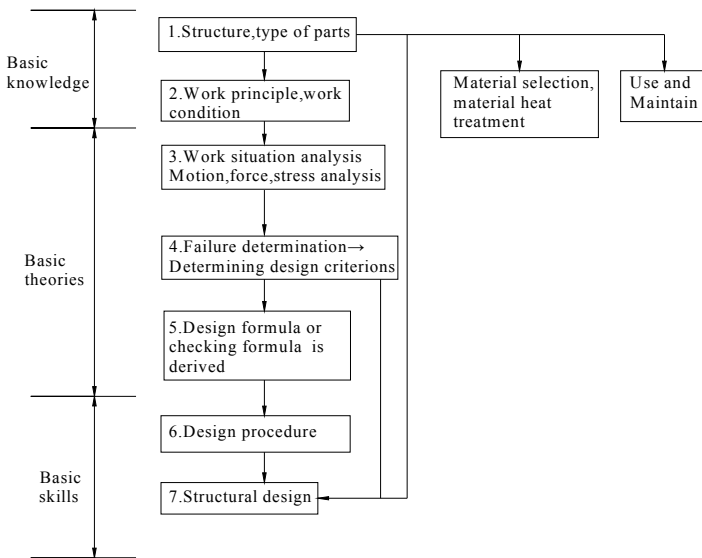 Basic
knowledge
Basic
theories
Basic
skills
1.Structure,type of parts
2.Work principle,work
condition
3.Work situation analysis
Motion,force,stress analysis
4.Failure determination→
Determining design criterions
5.Design formula or
checking formula is
derived
6.Design procedure
7.Structural design
Material selection,
material heat
treatment
Use and
Maintain